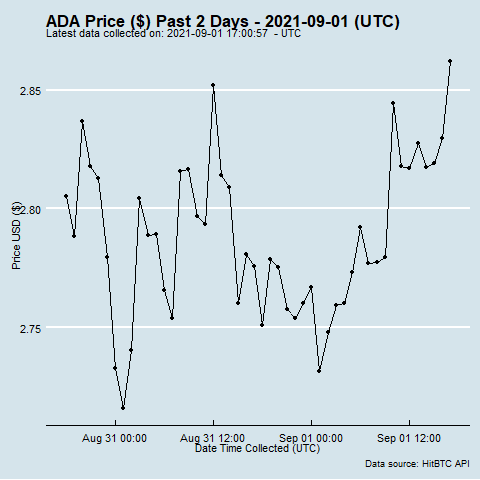 ADA Price ($) Past 2 Days - 2021-09-01 (UTC)
Latest data collected on: 2021-09-01 17:00:57 - UTC
2.85
2.80
2.75
Price USD ($)
Aug 31 00:00 Aug 31 12:00 Sep 01 00:00 Sep 01 12:00
Date Time Collected (UTC)
Data source: HitBTC API